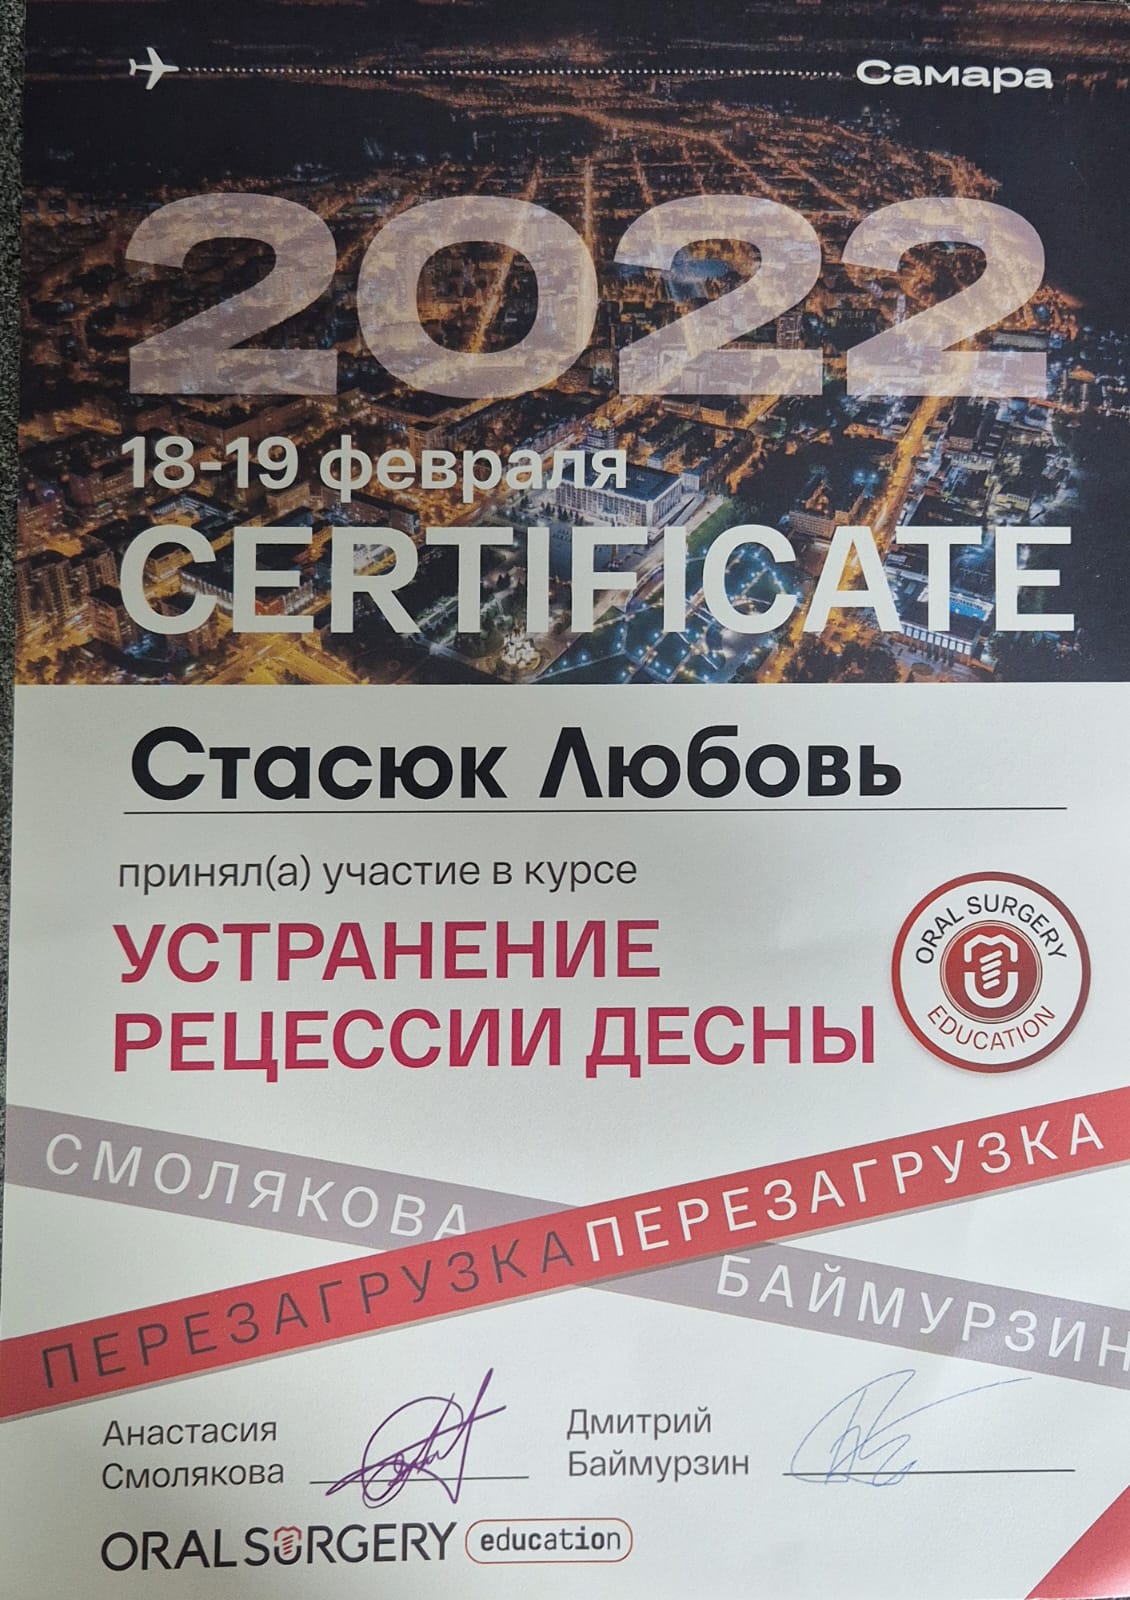 Самара
2022
18-19 февраля
CERTIFICATE
Стасюк Любовь
принял(а) участие в курсе
УСТРАНЕНИЕ
РЕЦЕССИИ ДЕСНЫ
ORAL SURGERY
EDUCATION
СМОЛЯКОВА
ПЕРЕЗАГРУЗКА ПЕРЕЗАГРУЗКА
БАЙМУРЗИН
Анастасия
Смолякова
Дмитрий
Баймурзин
ORAL SURGERY education